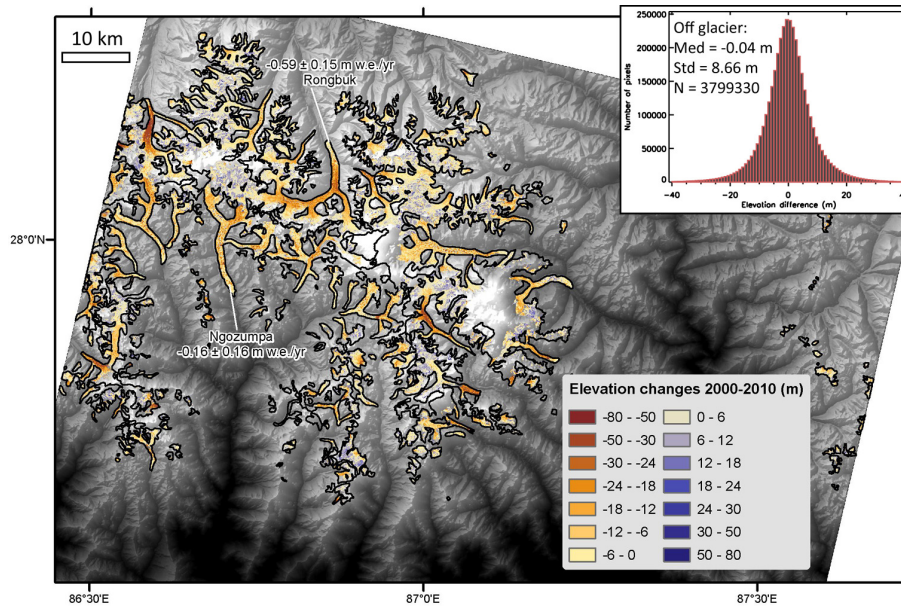 10 km
-0.59 ± 0.15 m w.e./yr
Rongbuk
28°0'N
Ngozumpa
-0.16 ± 0.16 m w.e./yr
86°30'E
87°0'E
87°30'E
250000
200000
150000
100000
50000
0
Number of pixels
Off glacier:
Med = -0.04 m
Std = 8.66 m
N = 3799330
-40
-20
0
20
40
Elevation difference (m)
Elevation changes 2000-2010 (m)
-80 - -50
-50 - -30
-30 - -24
-24 - -18
-18 - -12
-12 - -6
-6 - 0
0 - 6
6 - 12
12 - 18
18 - 24
24 - 30
30 - 50
50 - 80